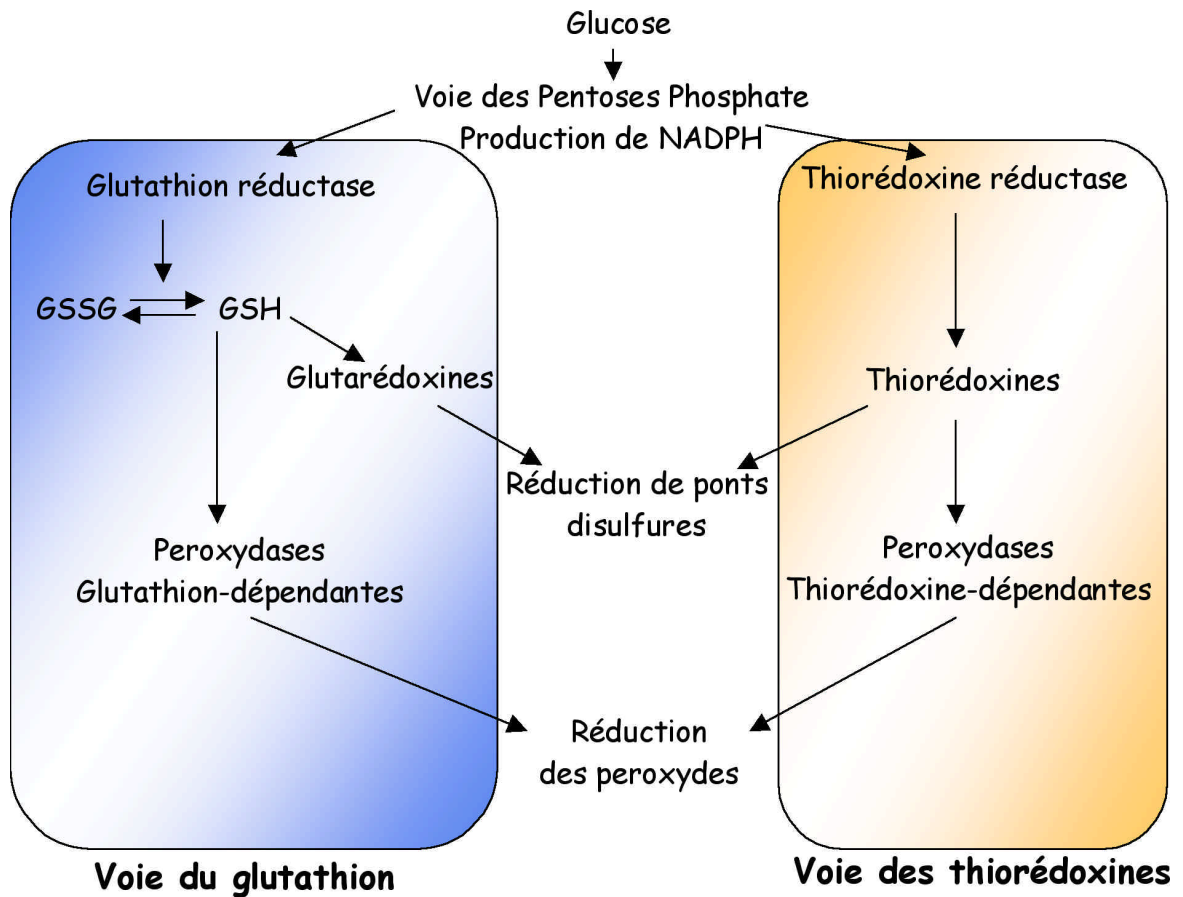 Glucose
Voie des Pentoses Phosphate
Production de NADPH
Glutathion réductase
GSSG
GSH
Glutarédoxines
Peroxydases
Glutathion-dépendantes
Thiorédoxine réductase
Thiorédoxines
Peroxydases
Thiorédoxine-dépendantes
Réduction de ponts
disulfures
Réduction
des peroxydes
Voie du glutathion
Voie des thiorédoxines